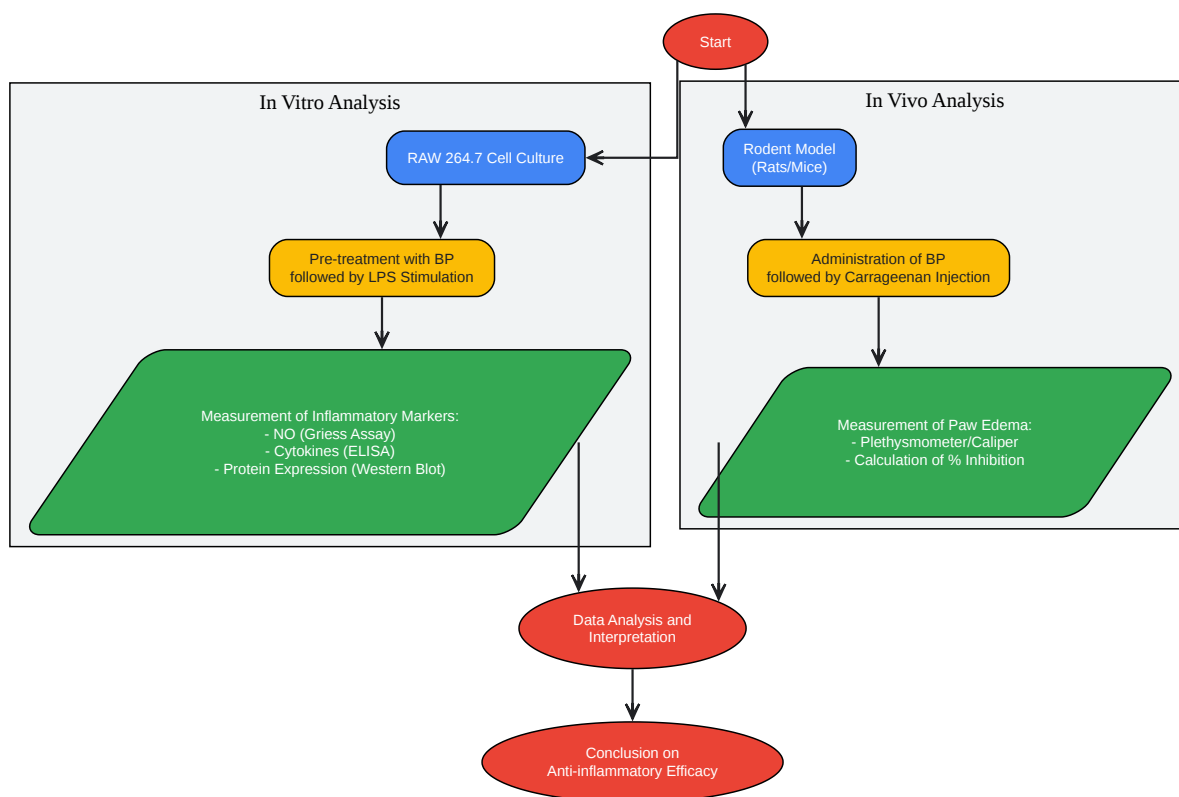 Start
In Vitro Analysis
RAW 264.7 Cell Culture
Pre-treatment with BP
followed by LPS Stimulation
Measurement of Inflammatory Markers:
- NO (Griess Assay)
- Cytokines (ELISA)
- Protein Expression (Western Blot)
In Vivo Analysis
Rodent Model
(Rats/Mice)
Administration of BP
followed by Carrageenan Injection
Measurement of Paw Edema:
- Plethysmometer/Caliper
- Calculation of % Inhibition
Data Analysis and
Interpretation
Conclusion on
Anti-inflammatory Efficacy